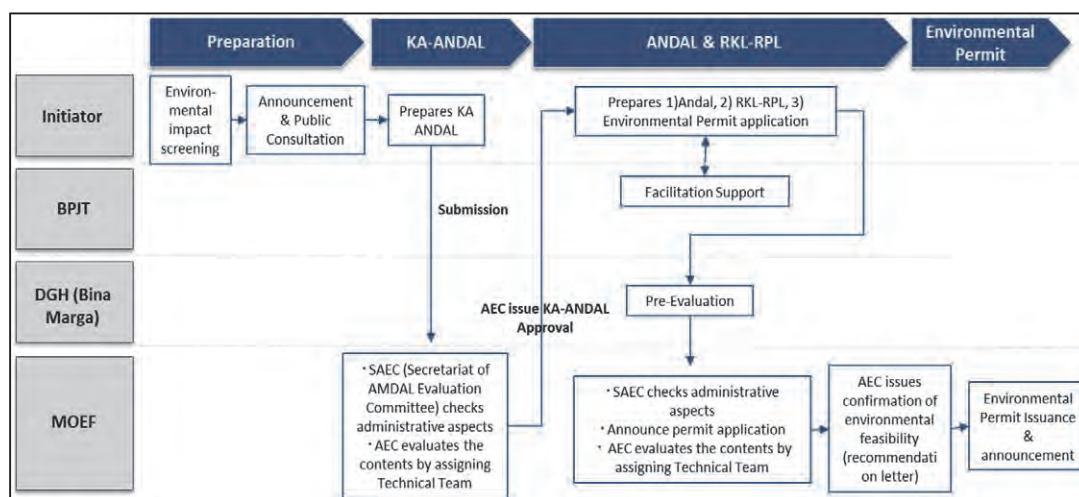 Preparation
KA-ANDAL
ANDAL & RKL-RPL
Environmental
Permit
Initiator
Environ-
mental
impact
screening
Announcement
& Public
Consultation
Prepares KA
ANDAL
Prepares 1)Andal, 2) RKL-RPL, 3)
Environmental Permit application
BPJT
Submission
Facilitation Support
DGH (Bina
Marga)
AEC issue KA-ANDAL
Approval
Pre-Evaluation
MOEF
・SAEC (Secretariat of
AMDAL Evaluation
Committee) checks
administrative aspects
・AEC evaluates the
contents by assigning
Technical Team
・SAEC checks administrative
aspects
・Announce permit application
・AEC evaluates the contents by
assigning Technical Team
AEC issues
confirmation of
environmental
feasibility
(recommendati
on letter)
Environmental
Permit Issuance
&
announcement